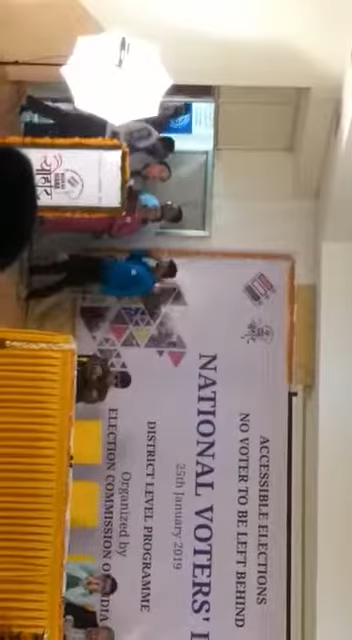 ACCESSIBLE ELECTIONS
NO VOTER TO BE LEFT BEHIND
NATIONAL VOTERS'
25th January 2019
DISTRICT LEVEL PROGRAMME
Organized by
ELECTION COMMISSION O DIA